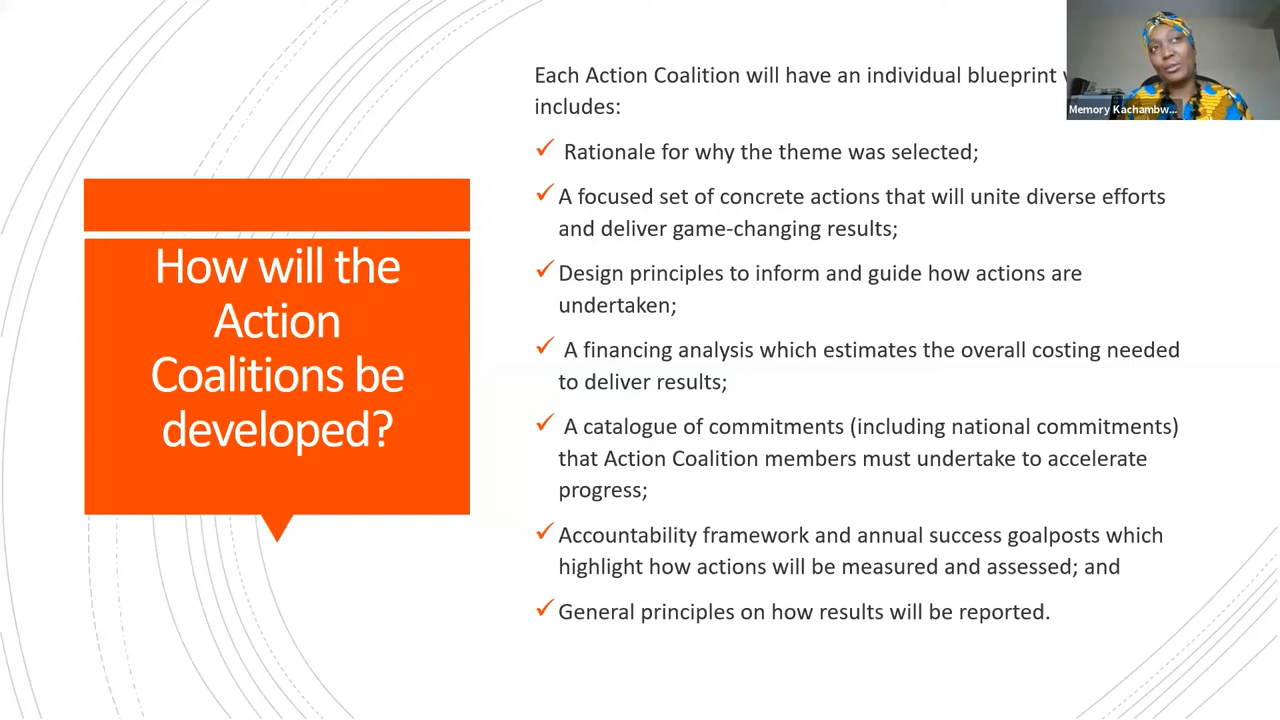 How will the
Action
Coalitions be
developed?
Each Action Coalition will have an individual blueprint
includes:
Rationale for why the theme was selected;
A focused set of concrete actions that will unite diverse efforts
and deliver game-changing results;
Design principles to inform and guide how actions are
undertaken;
A financing analysis which estimates the overall costing needed
to deliver results;
A catalogue of commitments (including national commitments)
that Action Coalition members must undertake to accelerate
progress;
Accountability framework and annual success goalposts which
highlight how actions will be measured and assessed; and
General principles on how results will be reported.
Memory Kachambw...